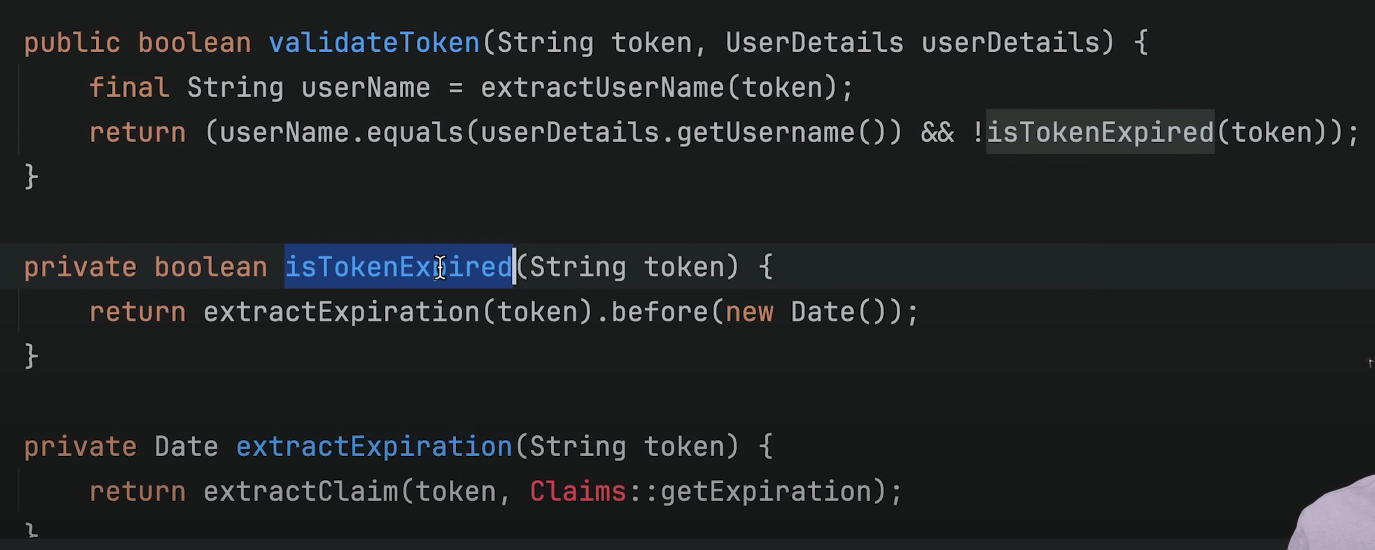 public boolean validateToken(String token, UserDetails userDetails) {
    final String userName = extractUserName(token);
    return (userName.equals(userDetails.getUsername()) && !isTokenExpired(token));
}
private boolean isTokenExpired(String token) {
    return extractExpiration(token).before(new Date());
}
private Date extractExpiration(String token) {
    return extractClaim(token, Claims::getExpiration);
}